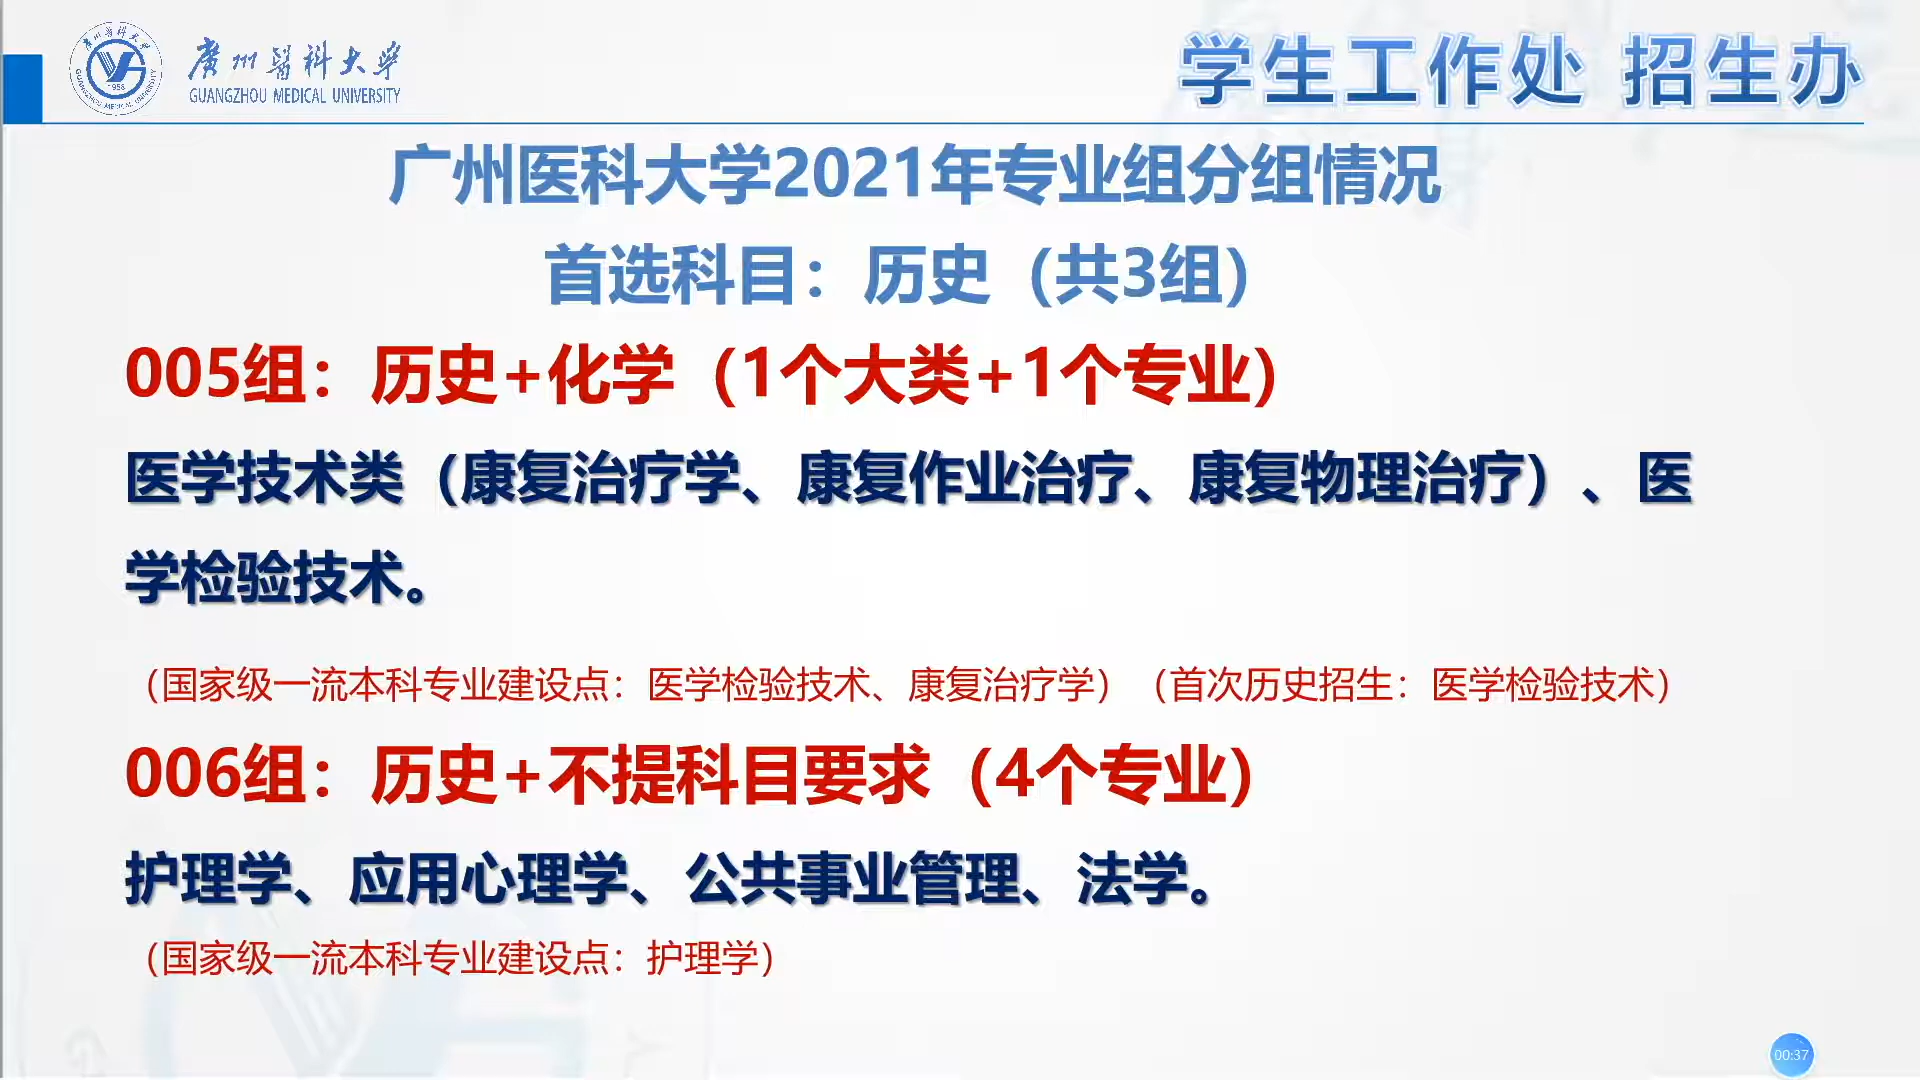 廣州醫科大學
GUANGZHOU MEDICAL UNIVERSITY
1958
学生工作处 招生办
广州医科大学2021年专业组分组情况
首选科目：历史（共3组）
005组：历史+化学（1个大类+1个专业）
医学技术类（康复治疗学、康复作业治疗、康复物理治疗）、医
学检验技术。
（国家级一流本科专业建设点：医学检验技术、康复治疗学）（首次历史招生：医学检验技术）
006组：历史+不提科目要求（4个专业）
护理学、应用心理学、公共事业管理、法学。
（国家级一流本科专业建设点：护理学）
00:37